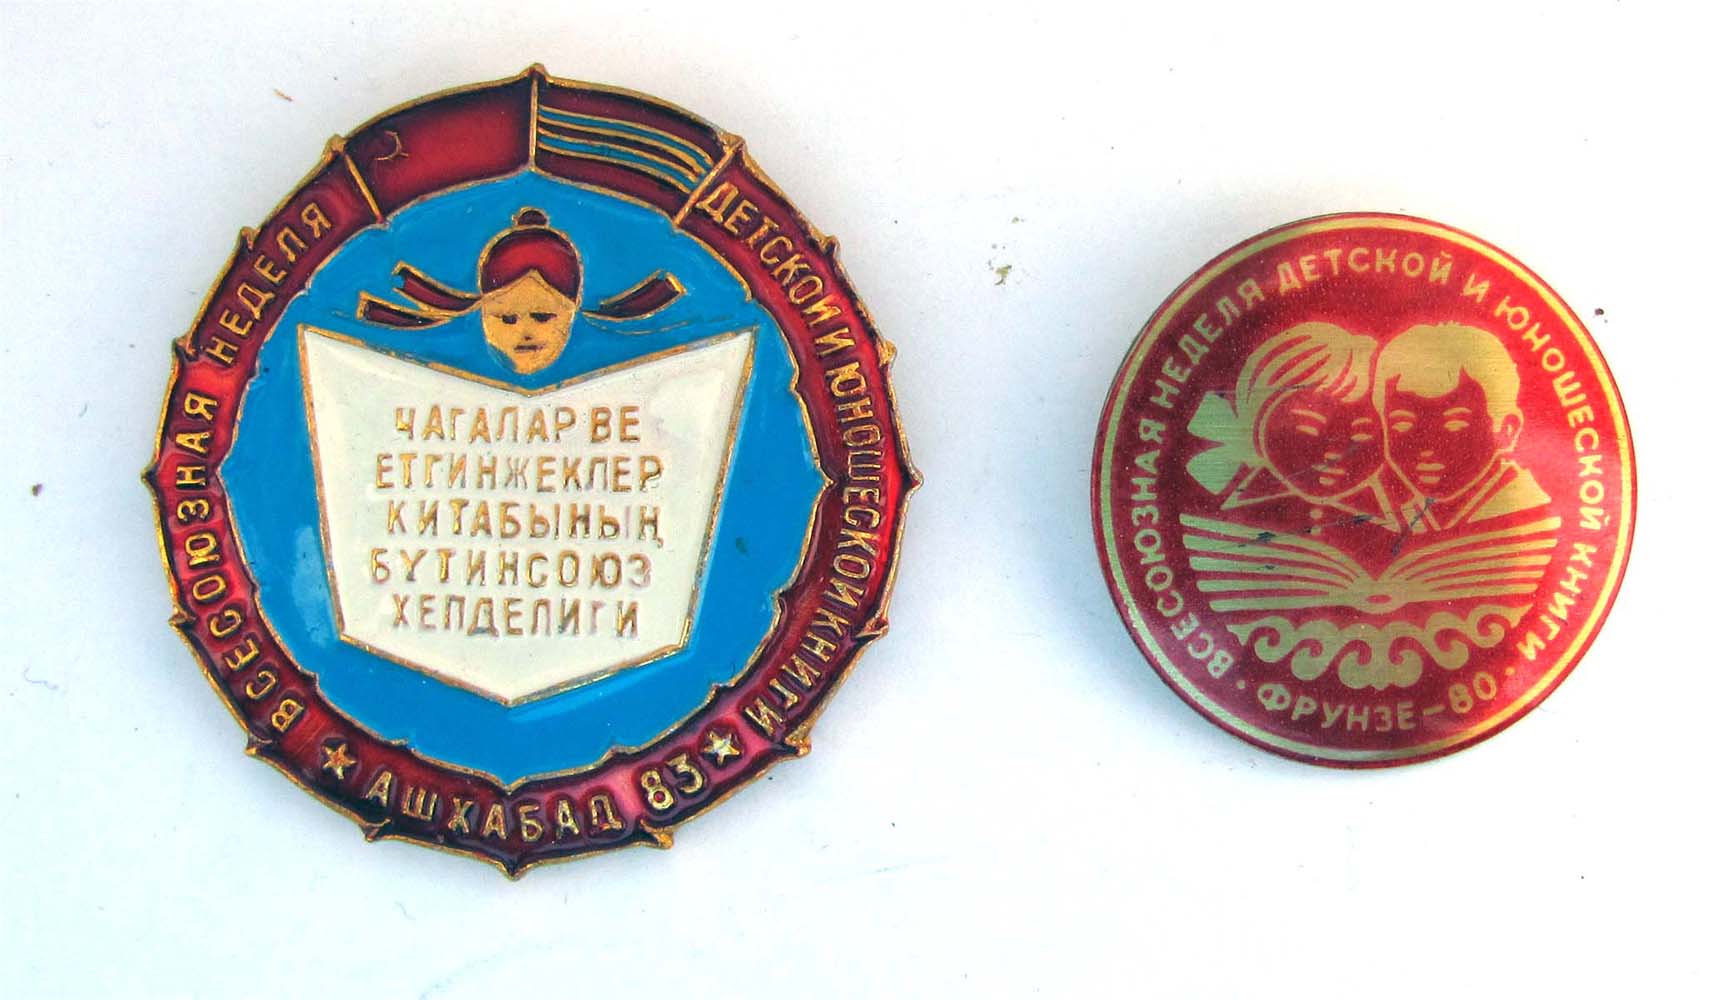 ВСЕСОЮЗНАЯ НЕДЕЛЯ ДЕТСКОЙ И ЮНОШЕСКОЙ КНИГИ
ЧАГАЛАР ВЕ
ЕТГИНЖЕКЛЕР
КИТАБЫНЫҢ
БҮТИНСОЮЗ
ХЕПДЕЛИГИ
АШХАБАД 83
ВСЕСОЮЗНАЯ НЕДЕЛЯ ДЕТСКОЙ И ЮНОШЕСКОЙ КНИГИ
ФРУНЗЕ-80